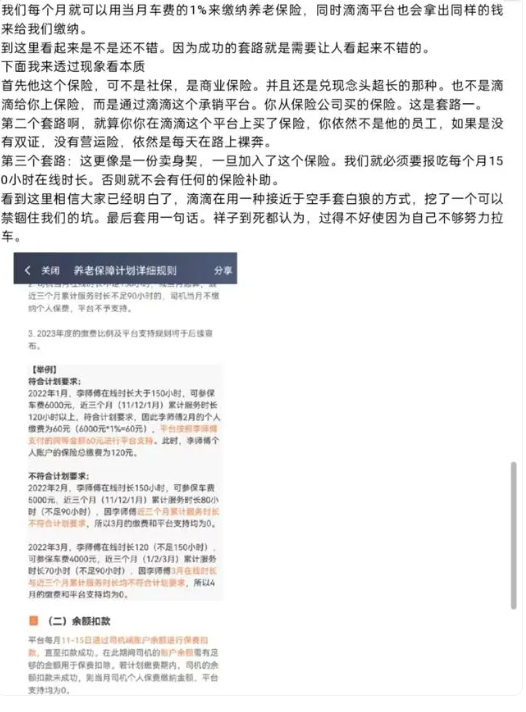 我们每个月就可以用当月车费的1%来缴纳养老保险，同时滴滴平台也会拿出同样的钱
来给我们缴纳。
到这里看起来是不是还不错。因为成功的套路就是需要让人看起来不错的。
下面我来透过现象看本质
首先他这个保险，可不是社保，是商业保险。并且还是兑现念头超长的那种。也不是滴
滴给你上保险，而是通过滴滴这个承销平台。你从保险公司买的保险。这是套路一。
第二个套路啊，就算你你在滴滴这个平台上买了保险，你依然不是他的员工，如果是没
有双证，没有营运险，依然是每天在路上裸奔。
第三个套路：这更像是一份卖身契，一旦加入了这个保险。我们就必须要报吃每个月15
0小时在线时长。否则就不会有任何的保险补助。
看到这里相信大家已经明白了，滴滴在用一种接近于空手套白狼的方式，挖了一个可以
禁锢住我们的坑。最后套用一句话。祥子到死都认为，过得不好使因为自己不够努力拉
车。
关闭 养老保障计划详细规则 分享
近三个月累计服务时长不足90小时的，司机当月不缴
纳个人保费，平台不予支持。
3. 2023年度的缴费比例及平台支持规则将于后续宣
布。
【举例】
符合计划要求：
2022年1月，李师傅在线时长大于150小时，可参保
车费6000元，近三个月（11/12/1月）累计服务时长
120小时以上，符合计划要求，因此李师傅2月的个人
缴费为60元（6000元*1%=60元），平台按照李师傅
支付的同等金额60元进行平台支持。此时，李师傅个
人账户的保险总缴费为120元。
不符合计划要求：
2022年2月，李师傅在线时长150小时，可参保车费
5000元，近三个月（11/12/1月）累计服务时长80小
时（不足90小时），因李师傅近三个月累计服务时长
不符合计划要求，所以3月的缴费和平台支持均为0。
2022年3月，李师傅在线时长120（不足150小时），
可参保车费4000元，近三个月（1/2/3月）累计服务
时长70小时（不足90小时），因李师傅3月在线时长
与近三个月累计服务时长均不符合计划要求，所以4
月的缴费和平台支持均为0。
（二）余额扣款
平台每月11-15日通过司机端账户余额进行保费扣
款，直至扣款成功。在此期间司机的账户余额需有足
够的金额用于保费扣除。若计划缴费期内，司机的余
额扣款未成功，则当月司机个人保费缴纳金额、平台
支持均为0。